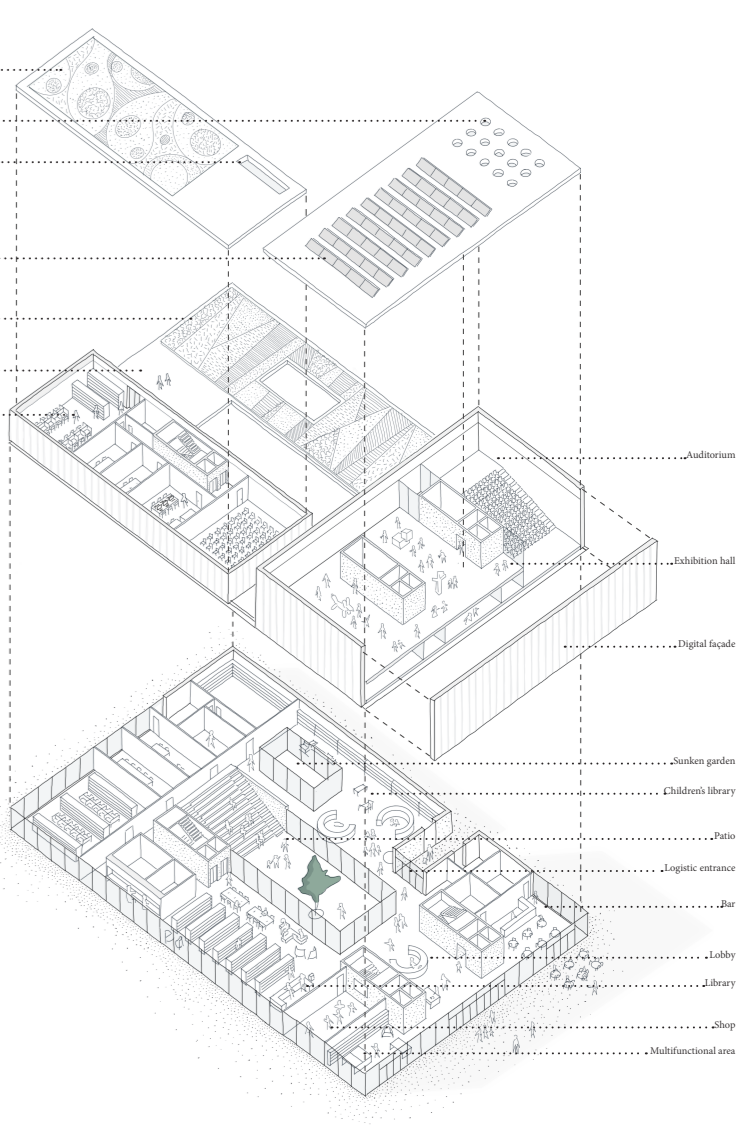 Auditorium
Exhibition hall
Digital façade
Sunken garden
Children's library
Patio
Logistic entrance
Bar
Lobby
Library
Shop
Multifunctional area